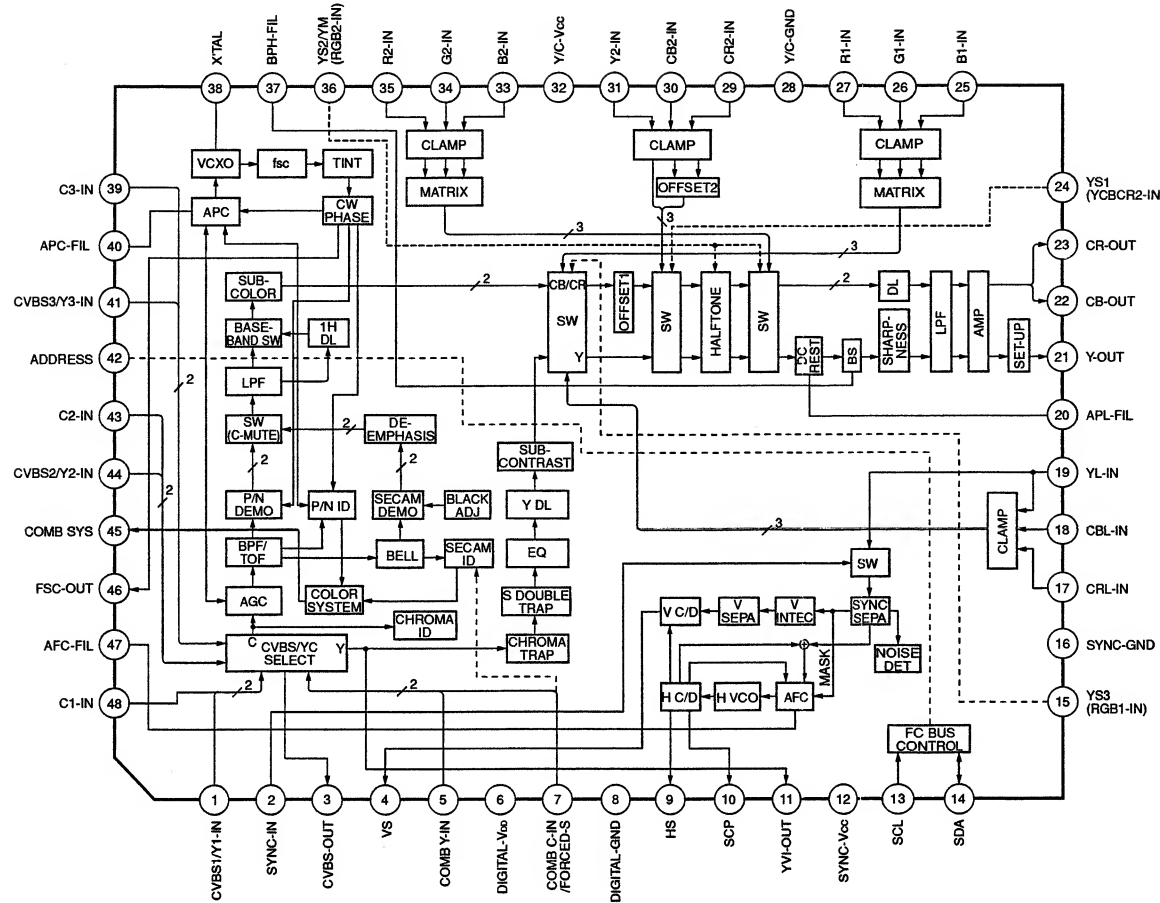 X'TAL
BPH-FIL
YS2/YM
(RGB2-IN)
R2-IN
G2-IN
B2-IN
Y/C-Vcc
Y2-IN
CB2-IN
CR2-IN
Y/C-GND
R1-IN
G1-IN
B1-IN
38
37
36
35
34
33
32
31
30
29
28
27
26
25
CLAMP
CLAMP
CLAMP
VCXO
fsc
TINT
MATRIX
OFFSET2
MATRIX
C3-IN
39
24
YS1
(YCBCR2-IN
APC
CW
PHASE
3
3
3
APC-FIL
40
23
CR-OUT
SUB-
COLOR
2
CB/CR
SW
Y
OFFSET1
SW
HALFTONE
SW
2
DL
LPF
AMP
CVBS3/Y3-IN
41
22
CB-OUT
BASE-
BAND SW
1H
DL
DC
REST
BS
SHARP-
NESS
SET-UP
ADDRESS
42
21
Y-OUT
2
LPF
C2-IN
43
20
APL-FIL
SW
(C-MUTE)
2
DE-
EMPHASIS
SUB-
CONTRAST
2
2
CVBS2/Y2-IN
44
19
YL-IN
2
P/N
DEMO
P/N ID
SECAM
DEMO
BLACK
ADJ
Y DL
COMB SYS
45
3
CLAMP
18
CBL-IN
BPF/
TOF
BELL
SECAM
ID
EQ
SW
FSC-OUT
46
17
CRL-IN
AGC
COLOR
SYSTEM
S DOUBLE
TRAP
V C/D
V
SEPA
V
INTEC
SYNC
SEPA
CHROMA
ID
AFC-FIL
47
C
CVBS/YC
SELECT
Y
CHROMA
TRAP
MASK
NOISE
DET
16
SYNC-GND
C1-IN
48
2
2
H C/D
H VCO
AFC
15
YS3
(RGB1-IN)
I²C BUS
CONTROL
1
2
3
4
5
6
7
8
9
10
11
12
13
14
CVBS1/Y1-IN
SYNC-IN
CVBS-OUT
VS
COMB Y-IN
DIGITAL-VDD
COMB C-IN
/FORCED-S
DIGITAL-GND
HS
SCP
YVI-OUT
SYNC-Vcc
SCL
SDA